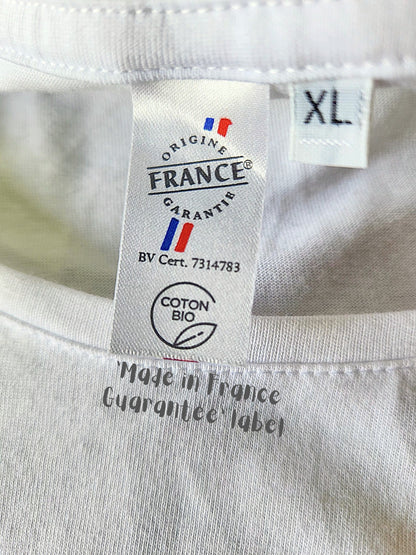 XL
ORIGINE
FRANCE®
GARANTIE
BV Cert. 7314783
COTON
BIO
'Made in France
Guarantee' label